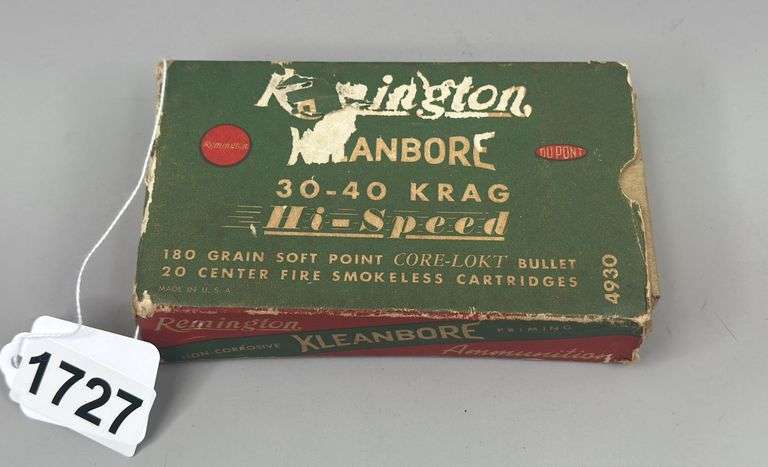 Remington
Remington
KLEANBORE
DU PONT
30-40 KRAG
Hi-Speed
180 GRAIN SOFT POINT CORE-LOKT BULLET
20 CENTER FIRE SMOKELESS CARTRIDGES
MADE IN U.S.A.
4930
Remington
NON-CORROSIVE KLEANBORE PRIMING
Ammunition
1727